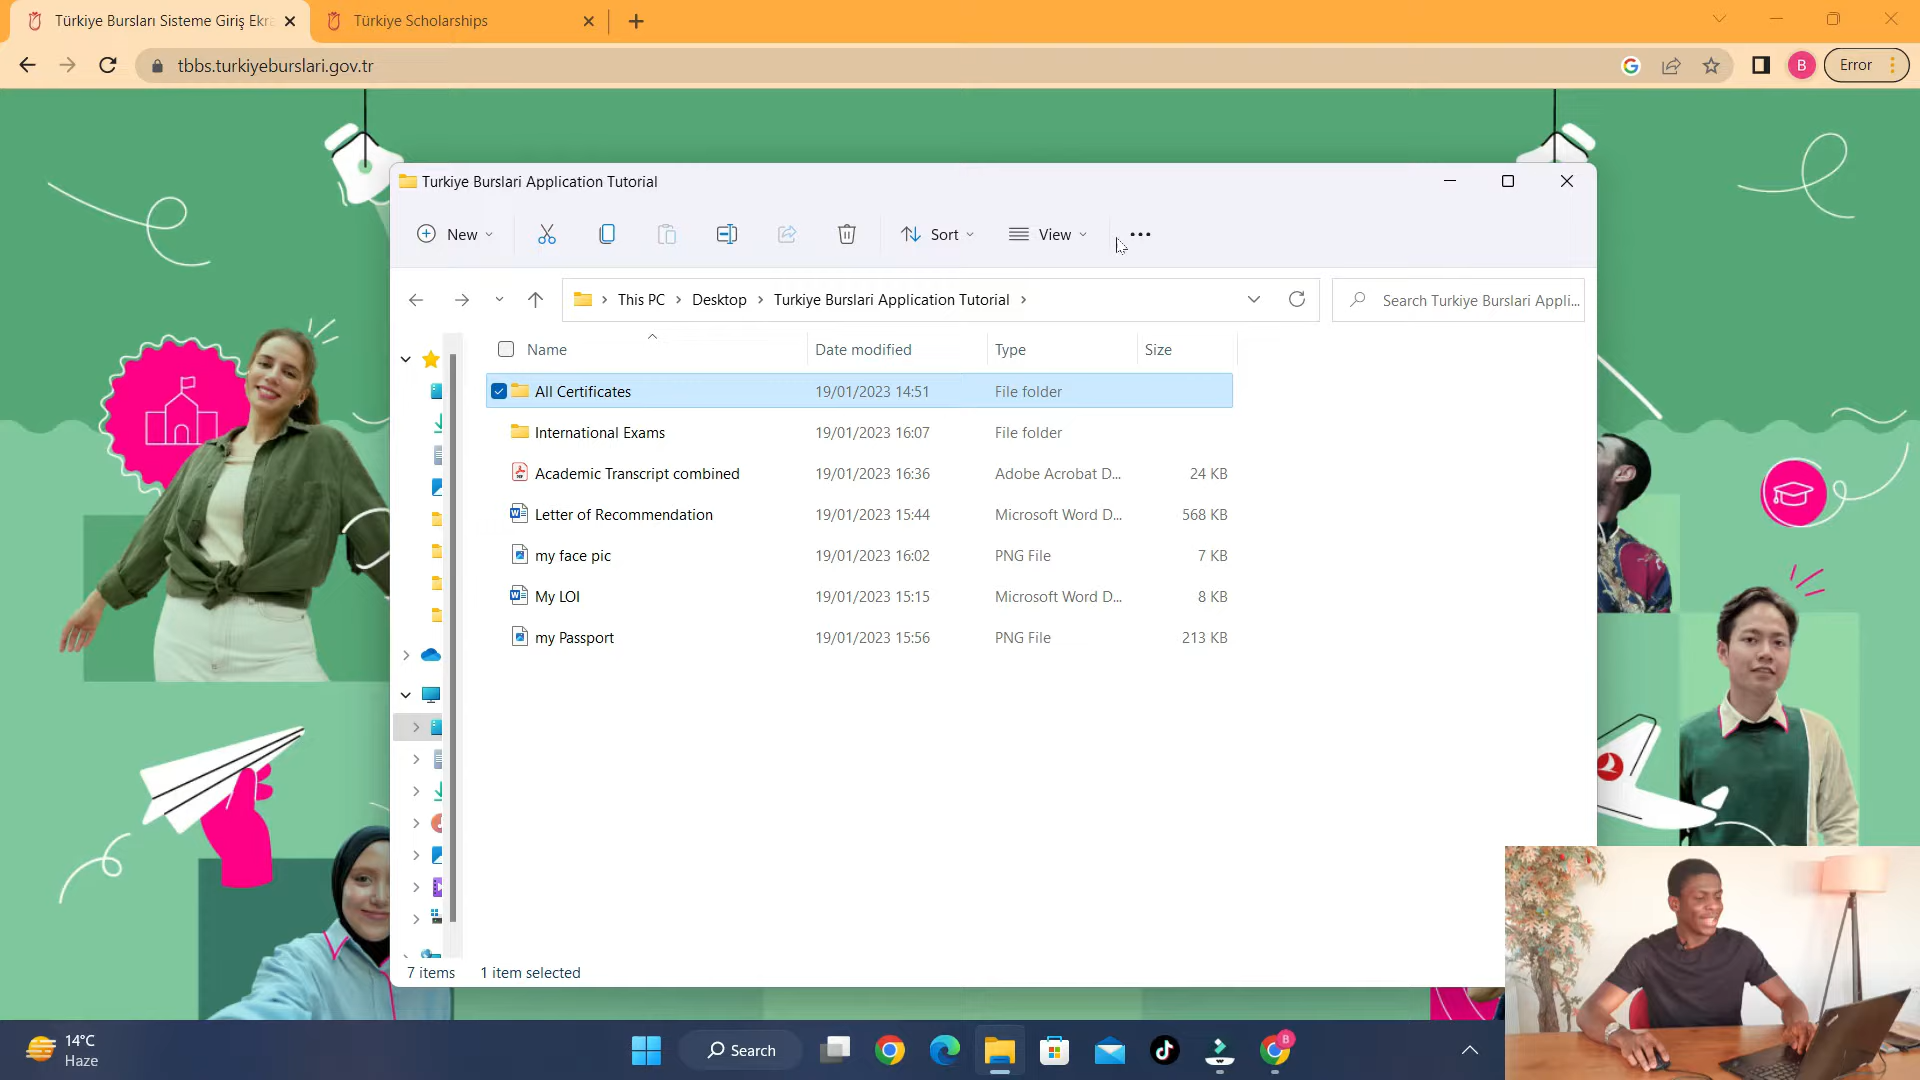 Türkiye Bursları Sisteme Giriş Ekra
Türkiye Scholarships
tbbs.turkiyeburslari.gov.tr
B
Error
Turkiye Burslari Application Tutorial
New
Sort
View
This PC
Desktop
Turkiye Burslari Application Tutorial
Search Turkiye Burslari Appli...
Name
Date modified
Type
Size
All Certificates 19/01/2023 14:51 File folder
International Exams 19/01/2023 16:07 File folder
Academic Transcript combined 19/01/2023 16:36 Adobe Acrobat D... 24 KB
Letter of Recommendation 19/01/2023 15:44 Microsoft Word D... 568 KB
my face pic 19/01/2023 16:02 PNG File 7 KB
My LOI 19/01/2023 15:15 Microsoft Word D... 8 KB
my Passport 19/01/2023 15:56 PNG File 213 KB
7 items 1 item selected
14°C
Haze
Search
B